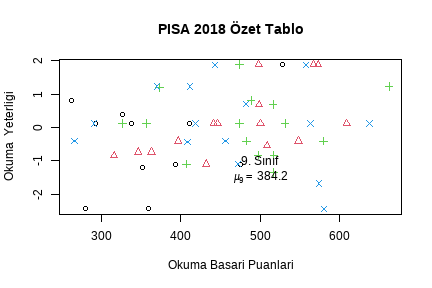 PISA 2018 Özet Tablo
Okuma Yeterligi
2
1
0
-1
-2
9. Sınıf
μ9 = 384.2
300
400
500
600
Okuma Basari Puanlari